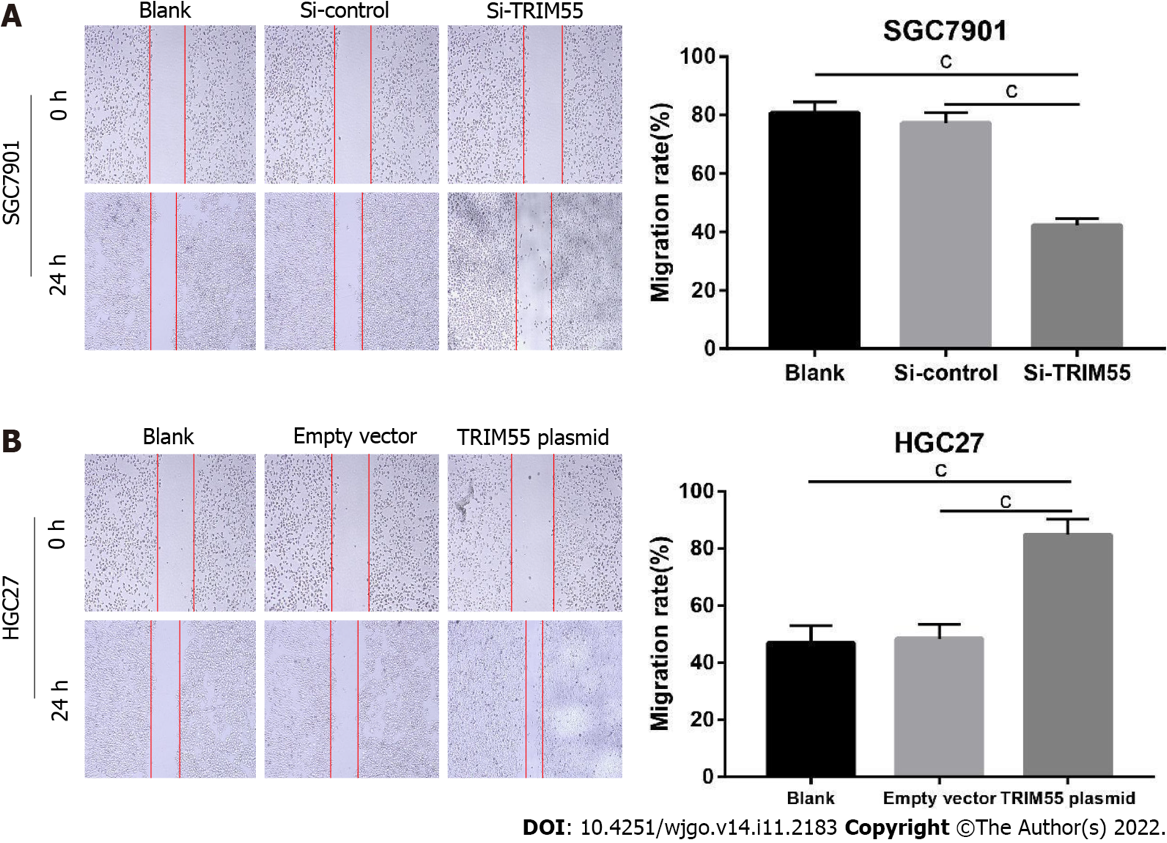 A
Blank
Si-control
Si-TRIM55
SGC7901
0 h
24 h
SGC7901
Migration rate(%)
100
80
60
40
20
0
C
C
Blank
Si-control
Si-TRIM55
B
Blank
Empty vector
TRIM55 plasmid
HGC27
0 h
24 h
HGC27
Migration rate(%)
100
80
60
40
20
0
C
C
Blank
Empty vector
TRIM55 plasmid
DOI: 10.4251/wjgo.v14.i11.2183 Copyright ©The Author(s) 2022.